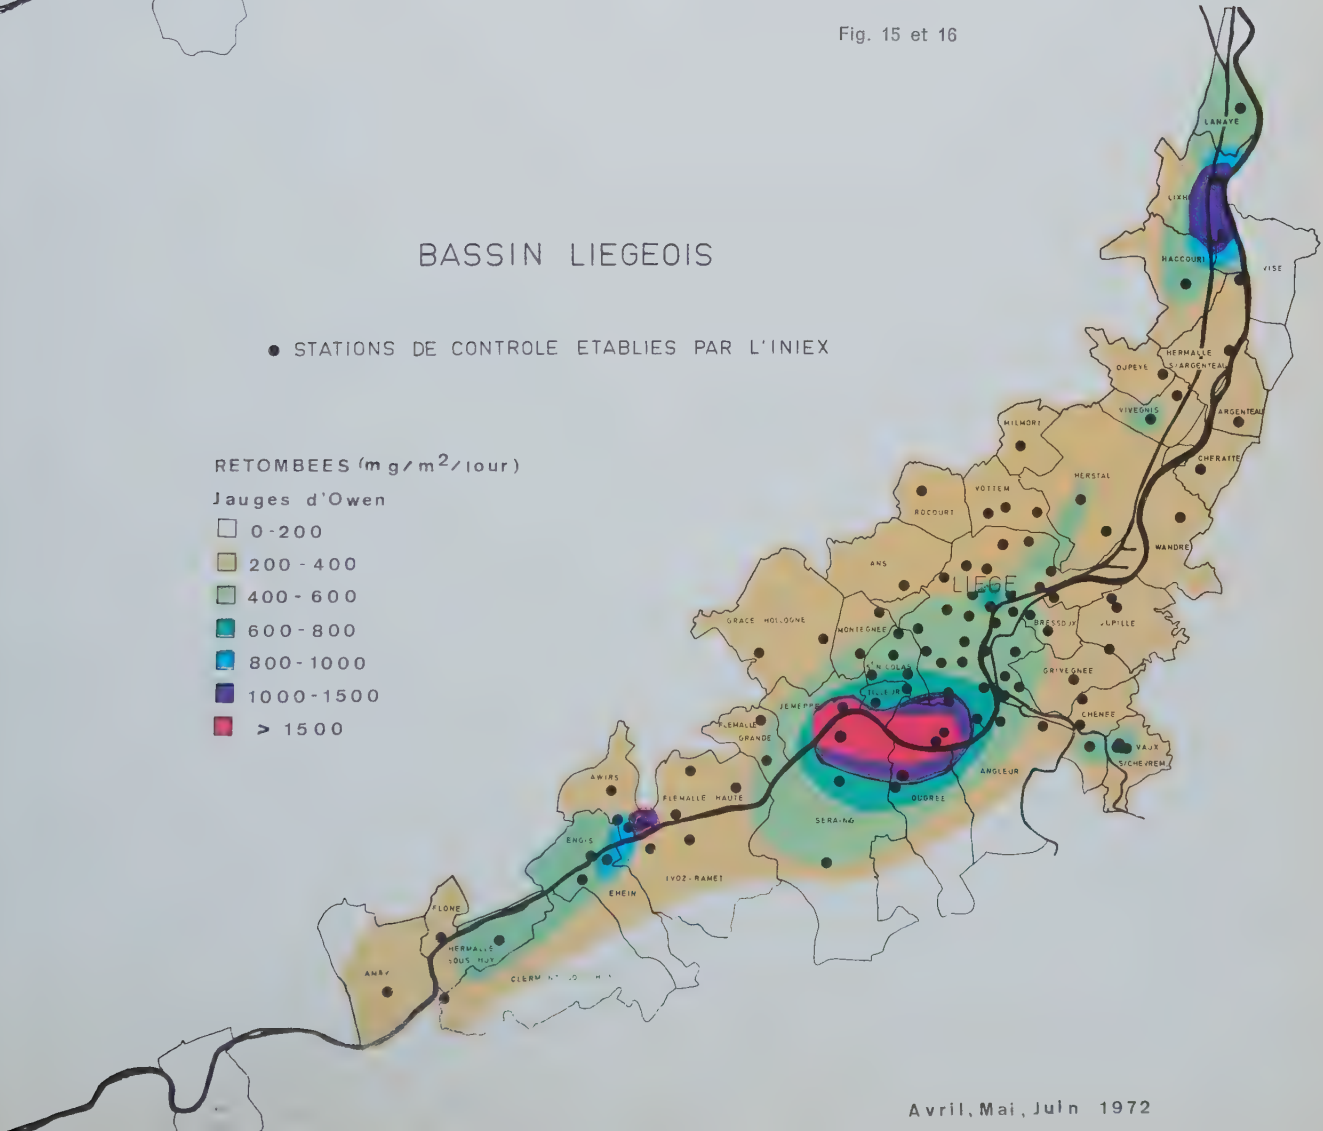 Fig. 15 et 16
BASSIN LIEGEOIS
STATIONS DE CONTROLE ETABLIES PAR L'INIEX
RETOMBEES (mg/m²/Jour)
Jauges d'Owen
0-200
200-400
400-600
600-800
800-1000
1000-1500
> 1500
LANAYE
HACCOURT
VISE
HERMALLE
S/ARGENTEAU
OUPEYE
VIVEGNIS
ARGENTEAU
MILMORT
CHERATTE
HERSTAL
VOTTEM
ROCOURT
WANDRE
ANS
LIEGE
GRACE HOLLOGNE
MONTEGNEE
BRESSOUX
JUPILLE
ST NICOLAS
GRIVEGNEE
TILLEUR
JEMEPPE
CHENEE
FLEMALLE
GRANDE
VAUX
S/CHEVREM.
ANGLEUR
AWIRS
FLEMALLE HAUTE
OUGREE
SERAING
ENGIS
IVOZ-RAMET
EHEIN
FLONE
HERMALLE
SOUS HUY
AMAY
Avril, Mai, Juin 1972